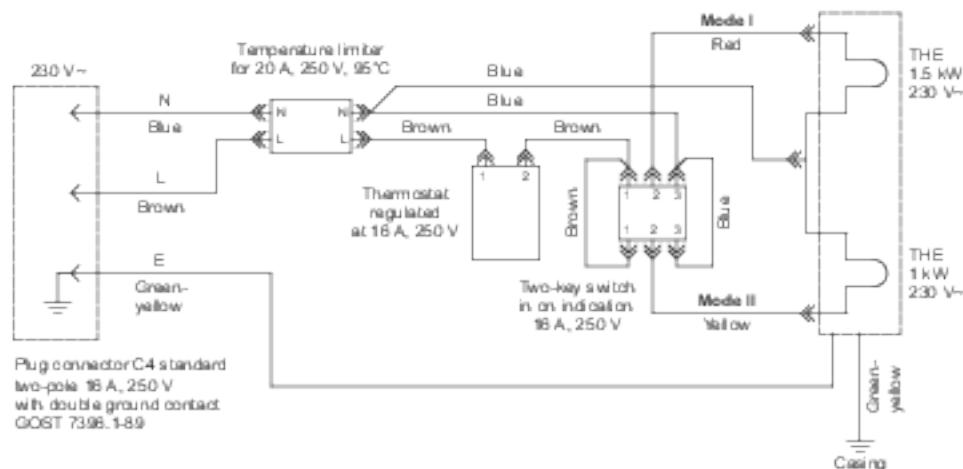 Mode I
Red
Temperature limiter
for 20 A, 250 V, 95°C
230 V~
THE
1.5 kW
230 V~
Blue
N
Blue
N
N
Blue
L
L
Brown
Brown
L
Brown
1
2
Thermostat
regulated
at 16 A, 250 V
1
2
3
1
2
3
Brown
Blue
E
Green-
yellow
Two-key switch
in on indication
16 A, 250 V
Mode II
Yellow
THE
1 kW
230 V~
Plug connector C4 standard
two-pole 16 A, 250 V
with double ground contact
GOST 7396.1-89
Green-
yellow
Casing